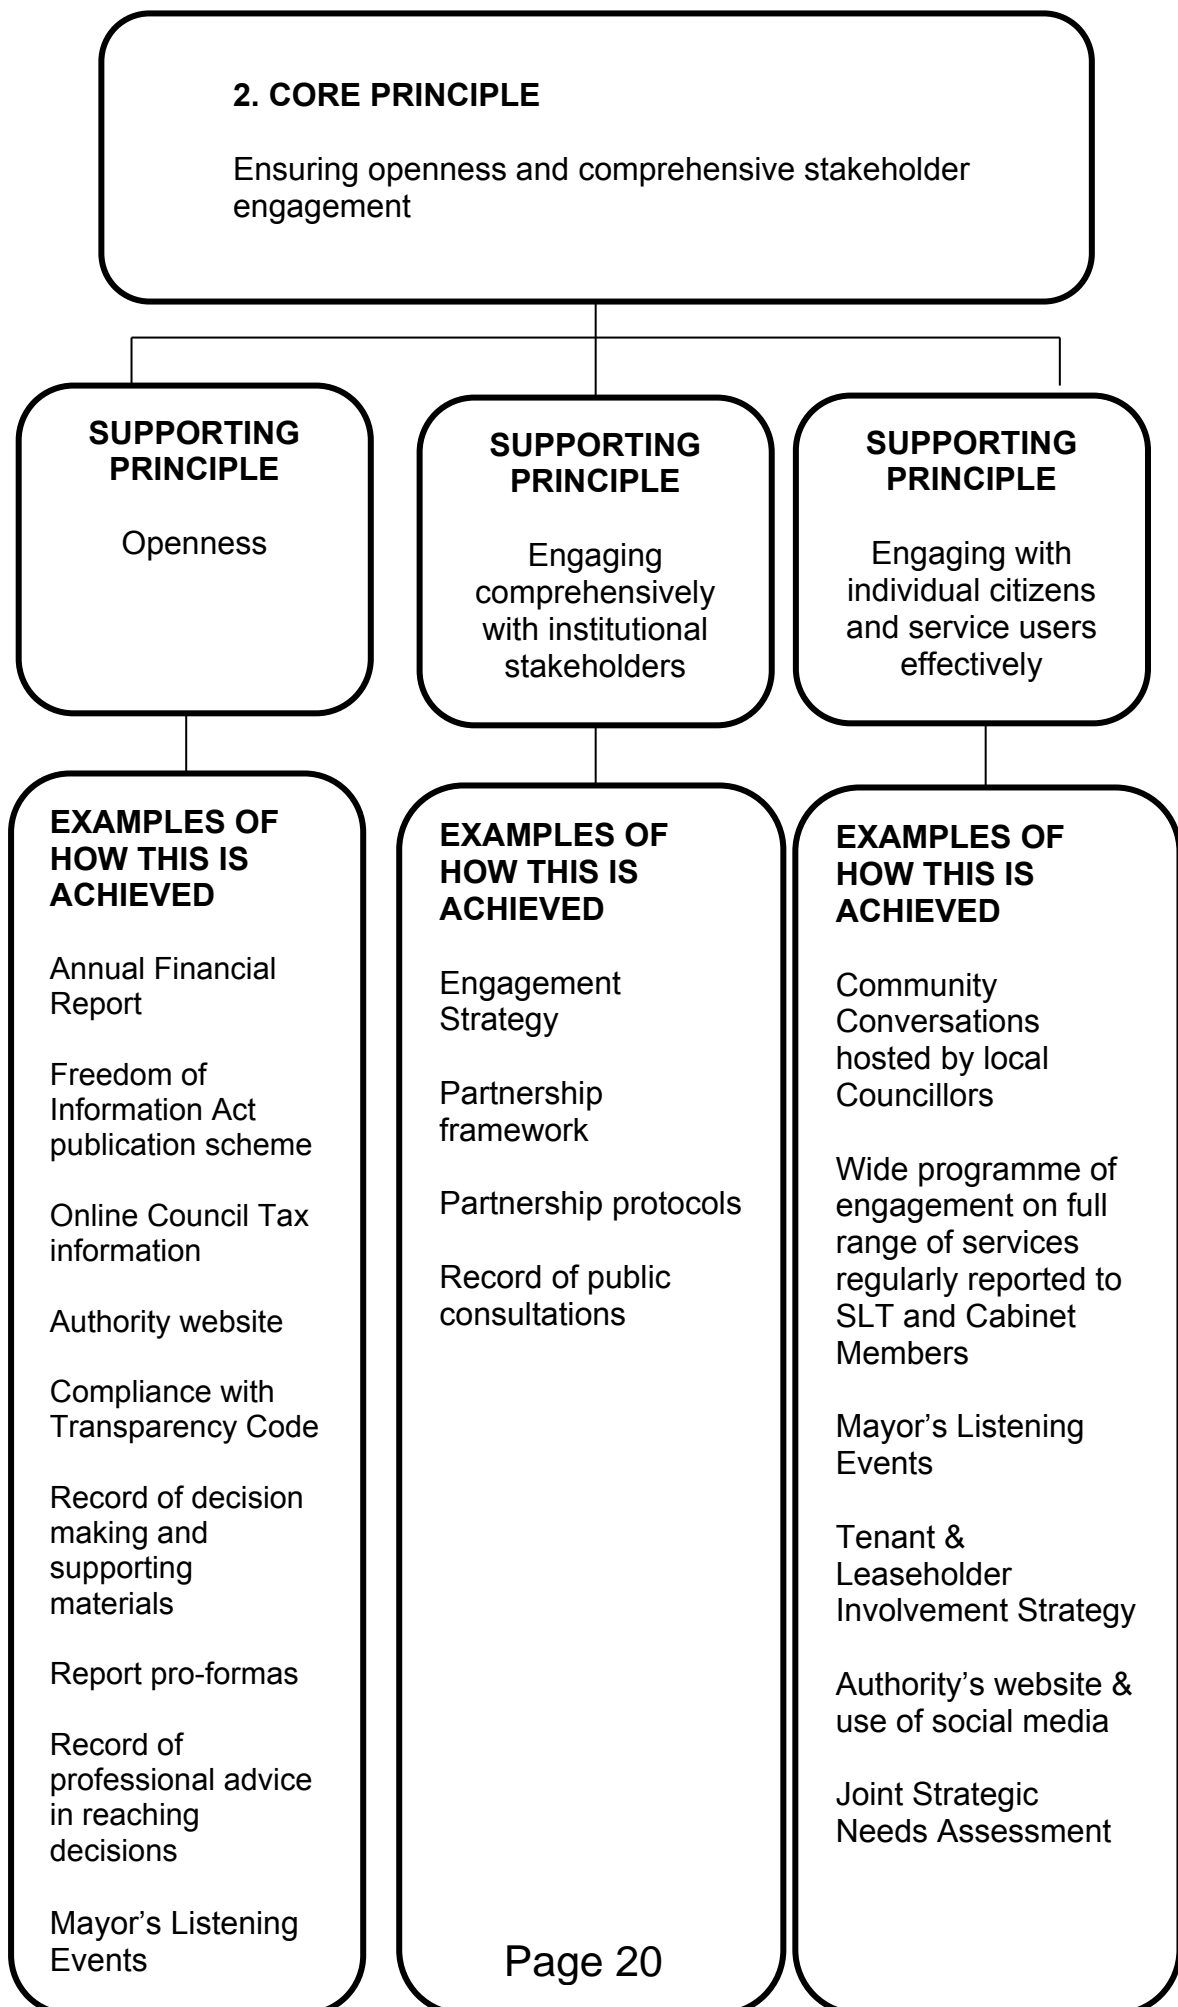 2. CORE PRINCIPLE
Ensuring openness and comprehensive stakeholder
engagement
SUPPORTING
PRINCIPLE
Openness
SUPPORTING
PRINCIPLE
Engaging
comprehensively
with institutional
stakeholders
SUPPORTING
PRINCIPLE
Engaging with
individual citizens
and service users
effectively
EXAMPLES OF
HOW THIS IS
ACHIEVED
Annual Financial
Report
Freedom of
Information Act
publication scheme
Online Council Tax
information
Authority website
Compliance with
Transparency Code
Record of decision
making and
supporting
materials
Report pro-formas
Record of
professional advice
in reaching
decisions
Mayor’s Listening
Events
EXAMPLES OF
HOW THIS IS
ACHIEVED
Engagement
Strategy
Partnership
framework
Partnership protocols
Record of public
consultations
EXAMPLES OF
HOW THIS IS
ACHIEVED
Community
Conversations
hosted by local
Councillors
Wide programme of
engagement on full
range of services
regularly reported to
SLT and Cabinet
Members
Mayor’s Listening
Events
Tenant &
Leaseholder
Involvement Strategy
Authority’s website &
use of social media
Joint Strategic
Needs Assessment
Page 20